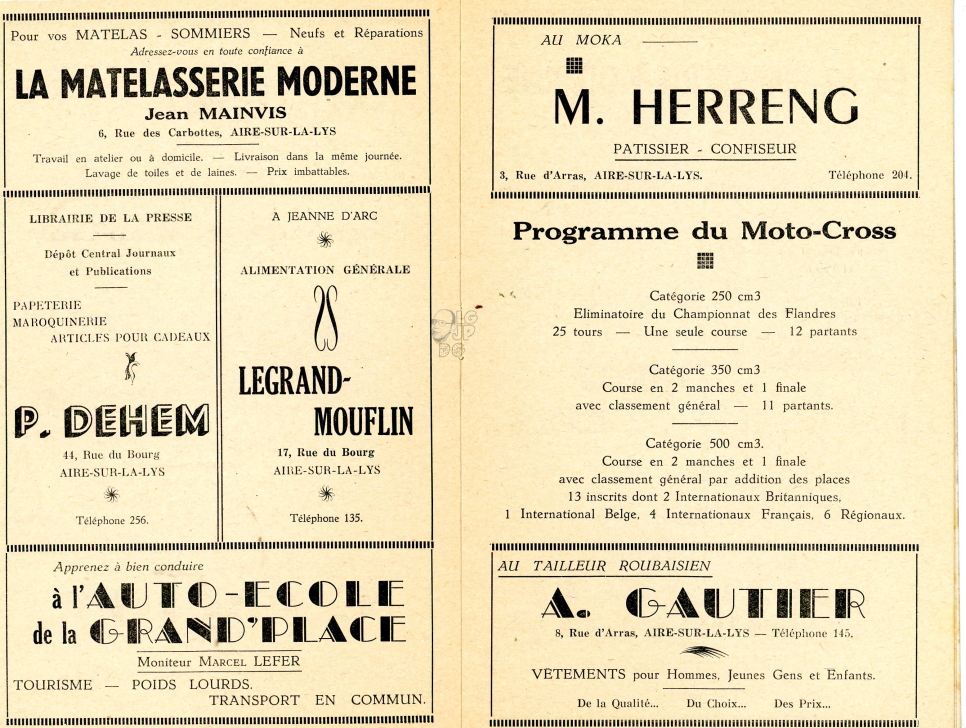 Pour vos MATELAS - SOMMIERS — Neufs et Réparations
Adressez-vous en toute confiance à
LA MATELASSERIE MODERNE
Jean MAINVIS
6, Rue des Carbottes, AIRE-SUR-LA-LYS
Travail en atelier ou à domicile. — Livraison dans la même journée.
Lavage de toiles et de laines. — Prix imbattables.
LIBRAIRIE DE LA PRESSE
Dépôt Central Journaux
et Publications
PAPETERIE
MAROQUINERIE
ARTICLES POUR CADEAUX
P. DEHEM
44, Rue du Bourg
AIRE-SUR-LA-LYS
Téléphone 256.
A JEANNE D'ARC
ALIMENTATION GÉNÉRALE
LEGRAND-
MOUFLIN
17, Rue du Bourg
AIRE-SUR-LA-LYS
Téléphone 135.
Apprenez à bien conduire
à l'AUTO-ECOLE
de la GRAND'PLACE
Moniteur MARCEL LEFER
TOURISME — POIDS LOURDS.
TRANSPORT EN COMMUN.
AU MOKA
M. HERRENG
PATISSIER - CONFISEUR
3, Rue d'Arras, AIRE-SUR-LA-LYS. Téléphone 204.
Programme du Moto-Cross
Catégorie 250 cm3
Eliminatoire du Championnat des Flandres
25 tours — Une seule course — 12 partants
Catégorie 350 cm3
Course en 2 manches et 1 finale
avec classement général — 11 partants.
Catégorie 500 cm3.
Course en 2 manches et 1 finale
avec classement général par addition des places
13 inscrits dont 2 Internationaux Britanniques,
1 International Belge, 4 Internationaux Français, 6 Régionaux.
AU TAILLEUR ROUBAISIEN
A. GAUTIER
8, Rue d'Arras, AIRE-SUR-LA-LYS — Téléphone 145.
VÊTEMENTS pour Hommes, Jeunes Gens et Enfants.
De la Qualité... Du Choix... Des Prix...